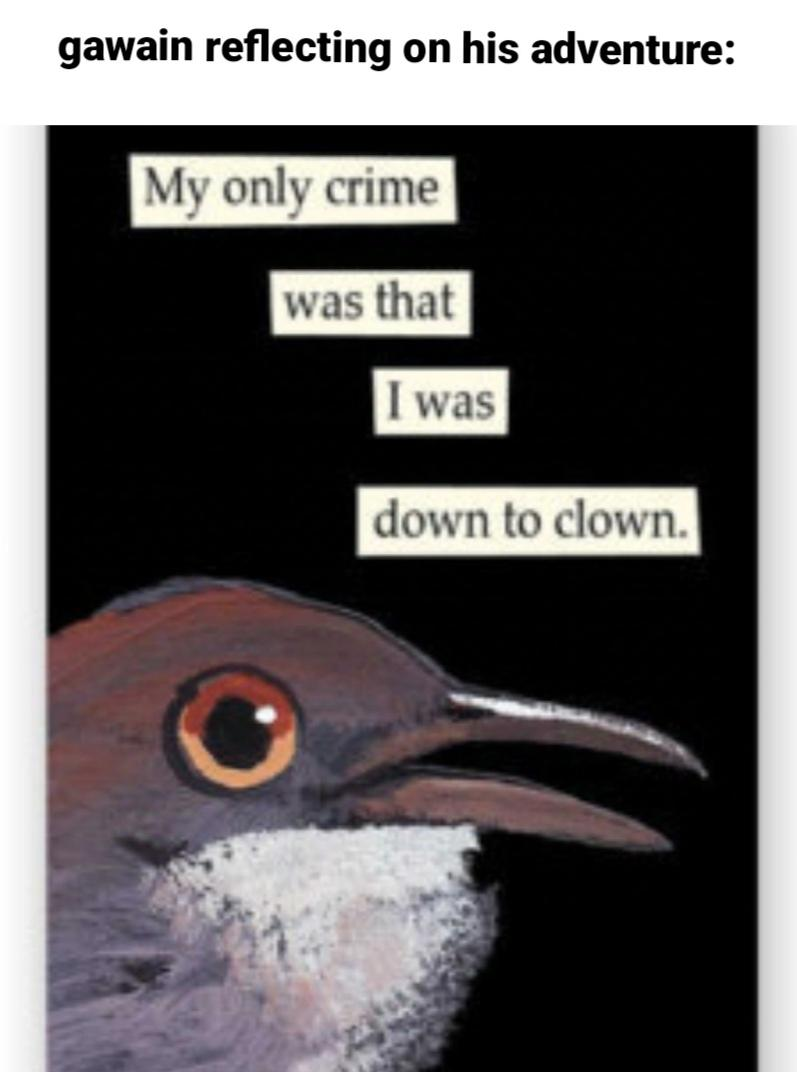 gawain reflecting on his adventure:
My only crime
was that
I was
down to clown.